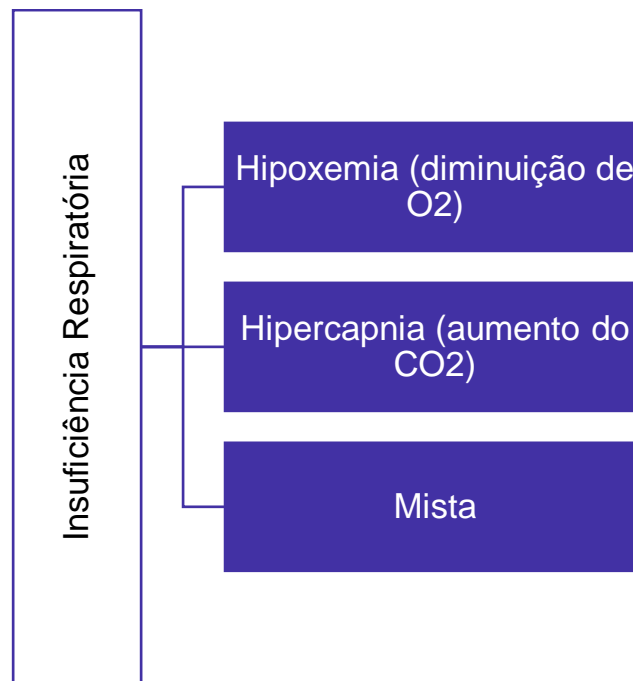 Insuficiência Respiratória
Hipoxemia (diminuição de
O2)
Hipercapnia (aumento do
CO2)
Mista